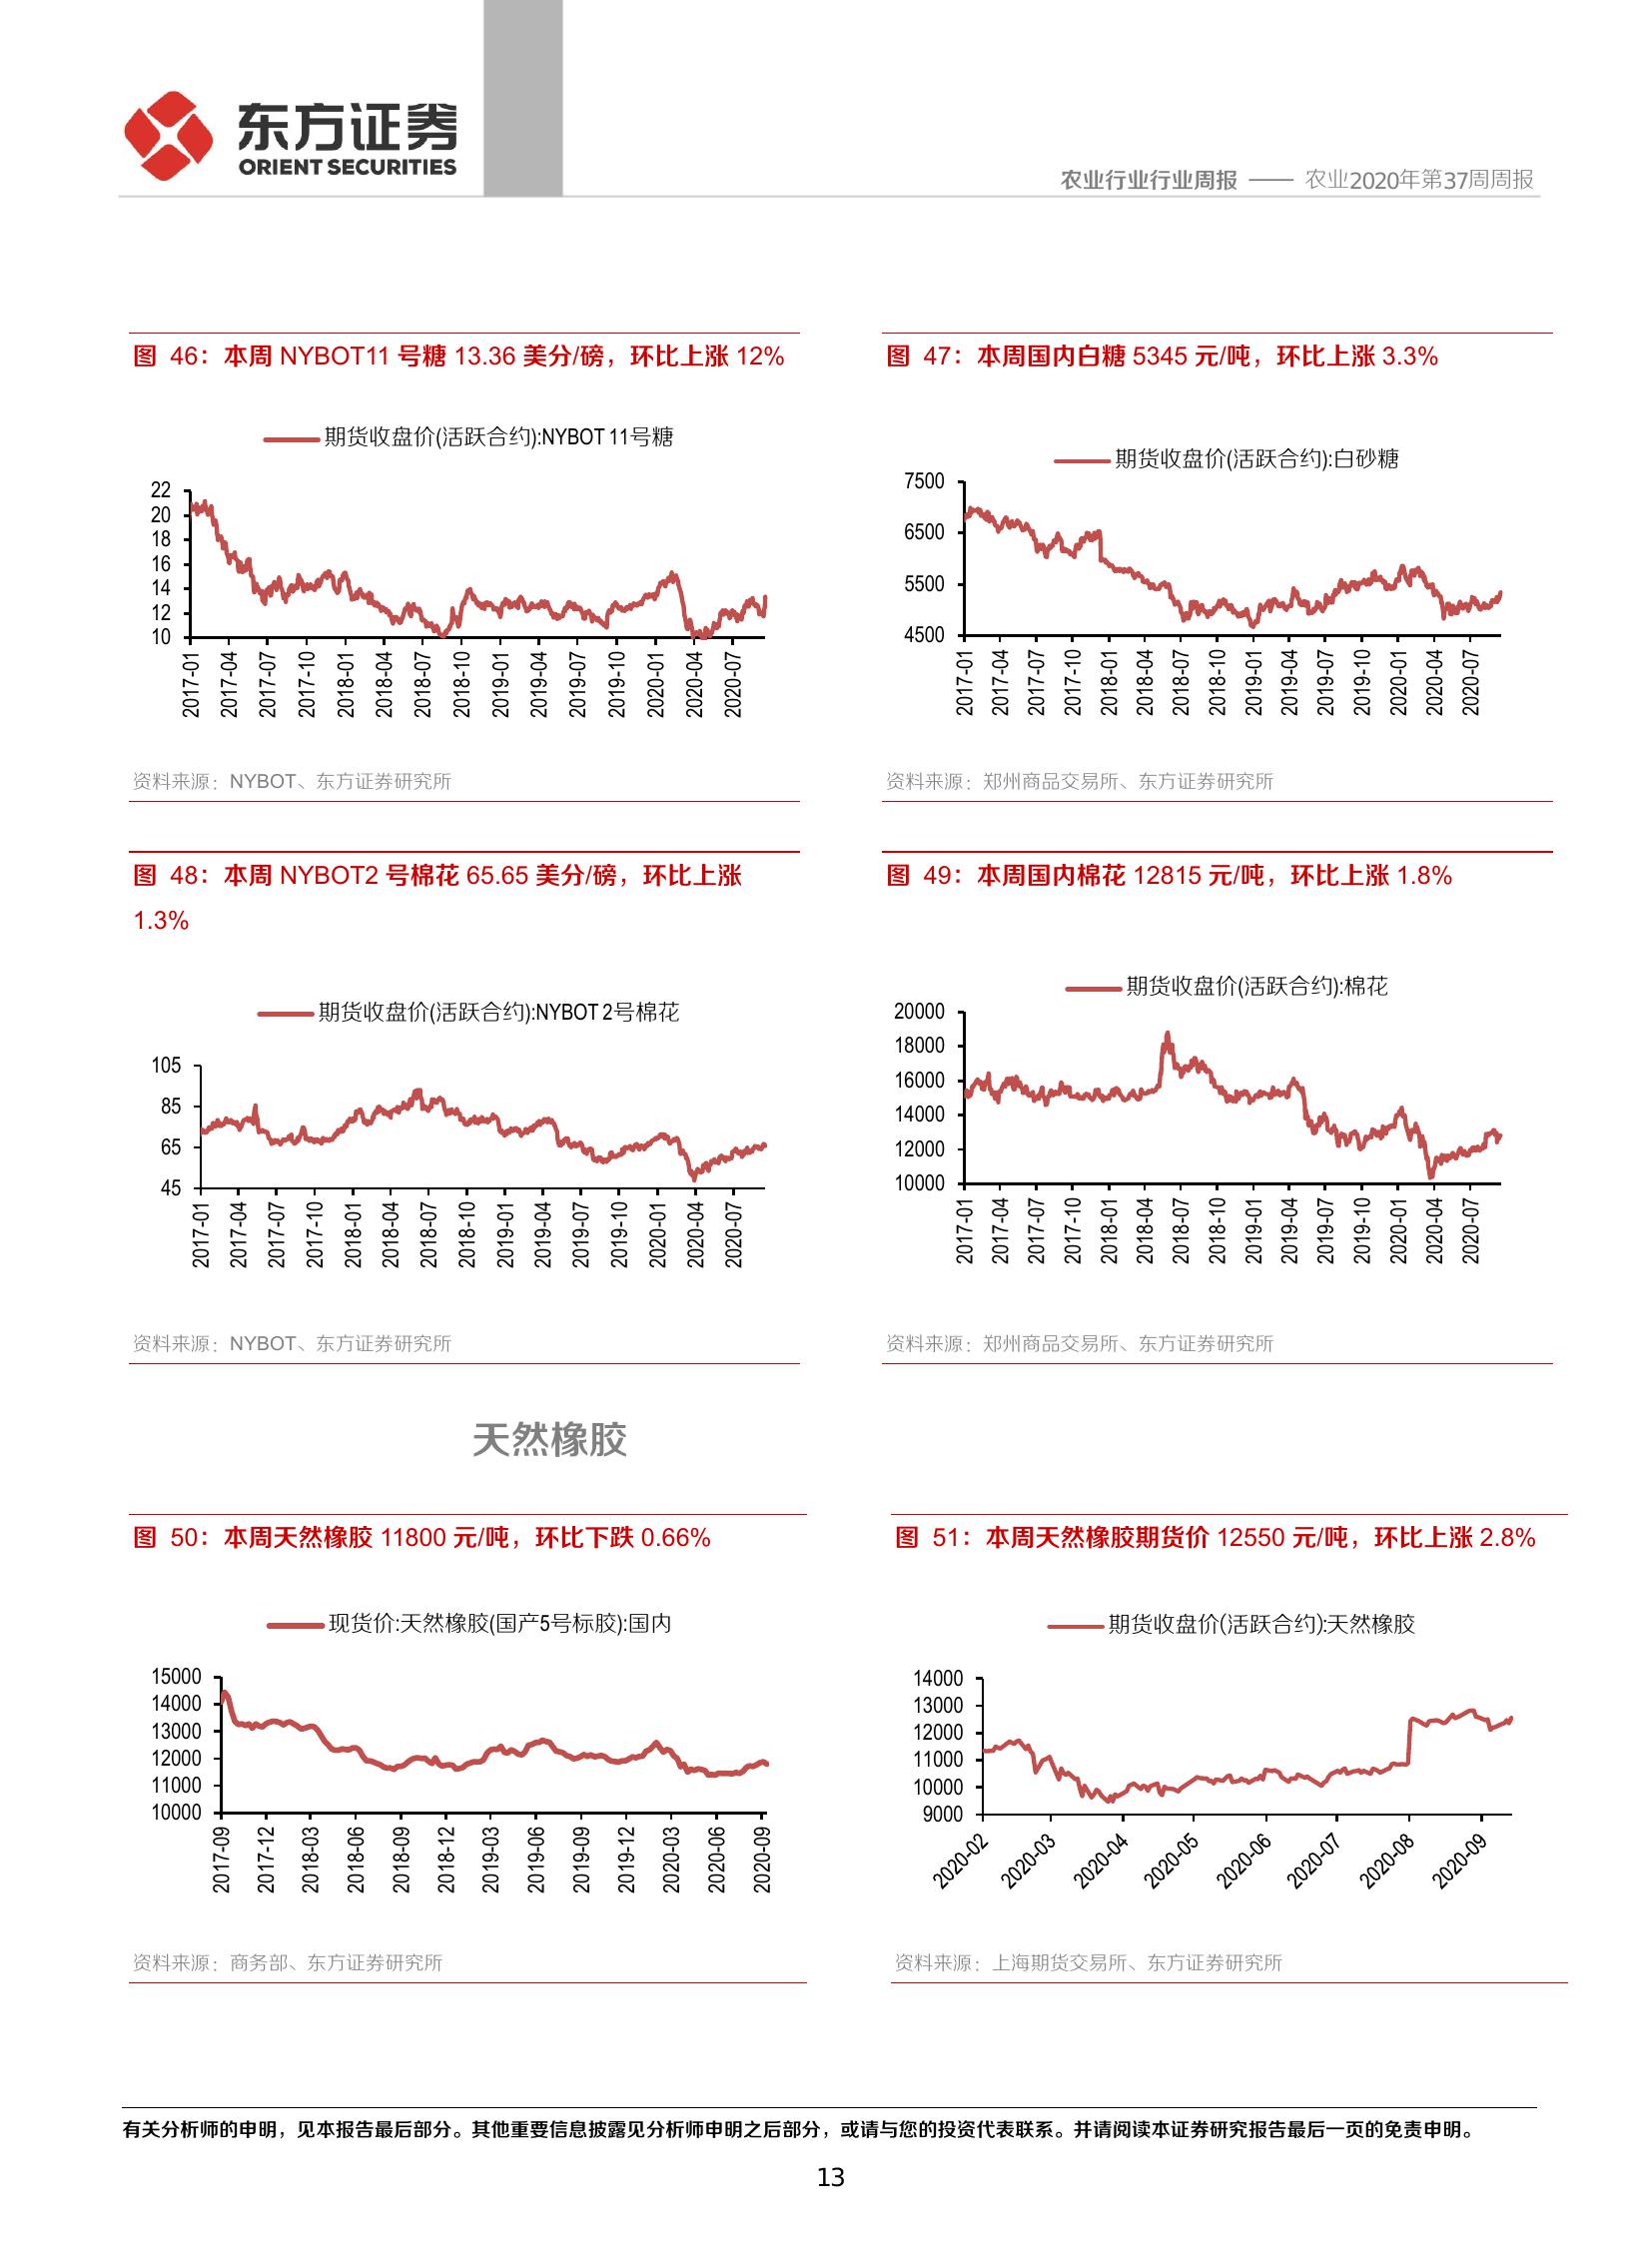 东方证券
ORIENT SECURITIES
农业行业行业周报 —— 农业2020年第37周周报
图 46：本周 NYBOT11 号糖 13.36 美分/磅，环比上涨 12%
期货收盘价(活跃合约):NYBOT 11号糖
22
20
18
16
14
12
10
2017-01 2017-04 2017-07 2017-10 2018-01 2018-04 2018-07 2018-10 2019-01 2019-04 2019-07 2019-10 2020-01 2020-04 2020-07
资料来源：NYBOT、东方证券研究所
图 47：本周国内白糖 5345 元/吨，环比上涨 3.3%
期货收盘价(活跃合约):白砂糖
7500
6500
5500
4500
2017-01 2017-04 2017-07 2017-10 2018-01 2018-04 2018-07 2018-10 2019-01 2019-04 2019-07 2019-10 2020-01 2020-04 2020-07
资料来源：郑州商品交易所、东方证券研究所
图 48：本周 NYBOT2 号棉花 65.65 美分/磅，环比上涨
1.3%
期货收盘价(活跃合约):NYBOT 2号棉花
105
85
65
45
2017-01 2017-04 2017-07 2017-10 2018-01 2018-04 2018-07 2018-10 2019-01 2019-04 2019-07 2019-10 2020-01 2020-04 2020-07
资料来源：NYBOT、东方证券研究所
图 49：本周国内棉花 12815 元/吨，环比上涨 1.8%
期货收盘价(活跃合约):棉花
20000
18000
16000
14000
12000
10000
2017-01 2017-04 2017-07 2017-10 2018-01 2018-04 2018-07 2018-10 2019-01 2019-04 2019-07 2019-10 2020-01 2020-04 2020-07
资料来源：郑州商品交易所、东方证券研究所
天然橡胶
图 50：本周天然橡胶 11800 元/吨，环比下跌 0.66%
现货价:天然橡胶(国产5号标胶):国内
15000
14000
13000
12000
11000
10000
2017-09 2017-12 2018-03 2018-06 2018-09 2018-12 2019-03 2019-06 2019-09 2019-12 2020-03 2020-06 2020-09
资料来源：商务部、东方证券研究所
图 51：本周天然橡胶期货价 12550 元/吨，环比上涨 2.8%
期货收盘价(活跃合约):天然橡胶
14000
13000
12000
11000
10000
9000
2020-02 2020-03 2020-04 2020-05 2020-06 2020-07 2020-08 2020-09
资料来源：上海期货交易所、东方证券研究所
有关分析师的申明，见本报告最后部分。其他重要信息披露见分析师申明之后部分，或请与您的投资代表联系。并请阅读本证券研究报告最后一页的免责申明。
13